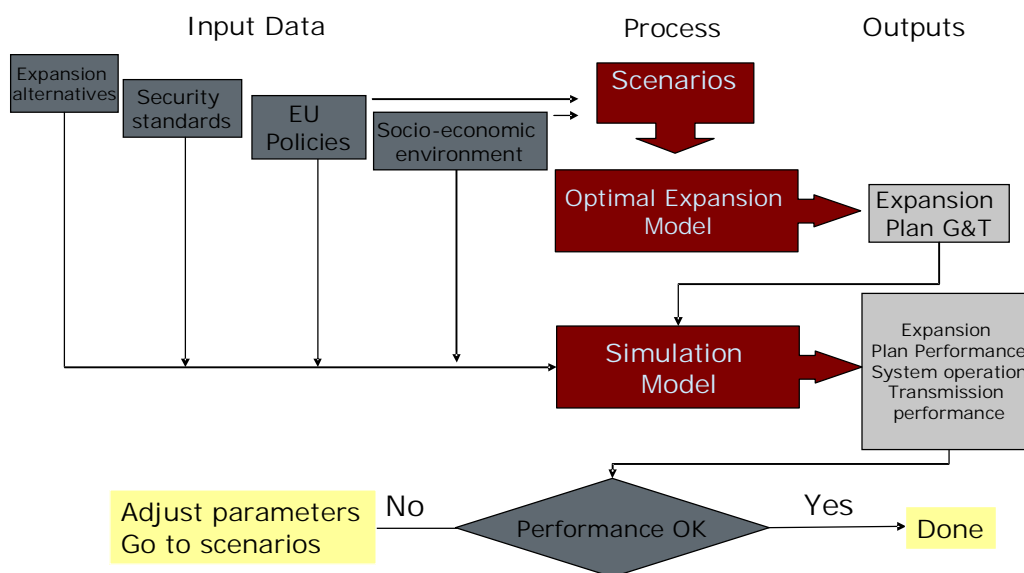 Input Data
Process
Outputs
Expansion
alternatives
Security
standards
EU
Policies
Socio-economic
environment
Scenarios
Optimal Expansion
Model
Expansion
Plan G&T
Simulation
Model
Expansion
Plan Performance
System operation
Transmission
performance
Adjust parameters
Go to scenarios
No
Performance OK
Yes
Done